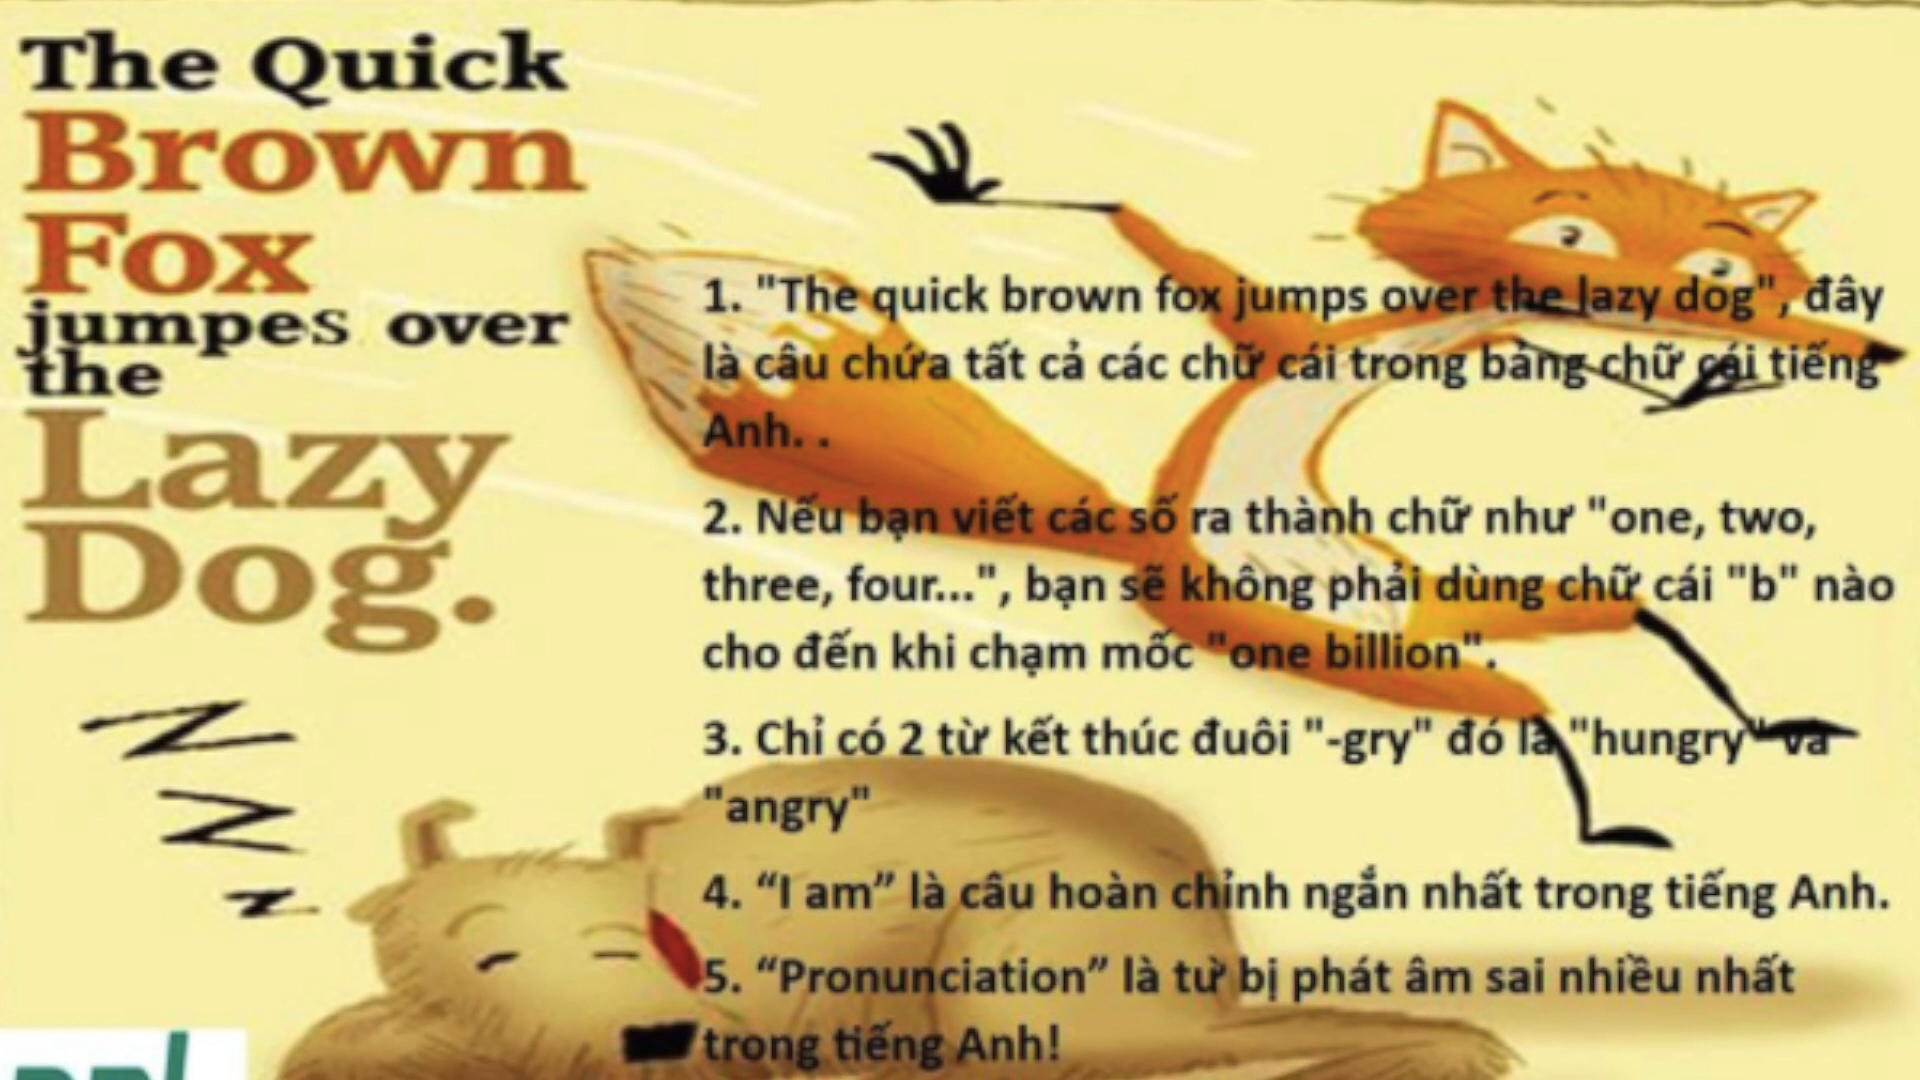 The Quick
Brown
Fox
jumpes over
the
Lazy
Dog.
1. "The quick brown fox jumps over the lazy dog", đây
là câu chứa tất cả các chữ cái trong bảng chữ cái tiếng
Anh. .
2. Nếu bạn viết các số ra thành chữ như "one, two,
three, four...", bạn sẽ không phải dùng chữ cái "b" nào
cho đến khi chạm mốc "one billion".
3. Chỉ có 2 từ kết thúc đuôi "-gry" đó là "hungry" và
"angry"
4. “I am” là câu hoàn chỉnh ngắn nhất trong tiếng Anh.
5. “Pronunciation” là từ bị phát âm sai nhiều nhất
trong tiếng Anh!